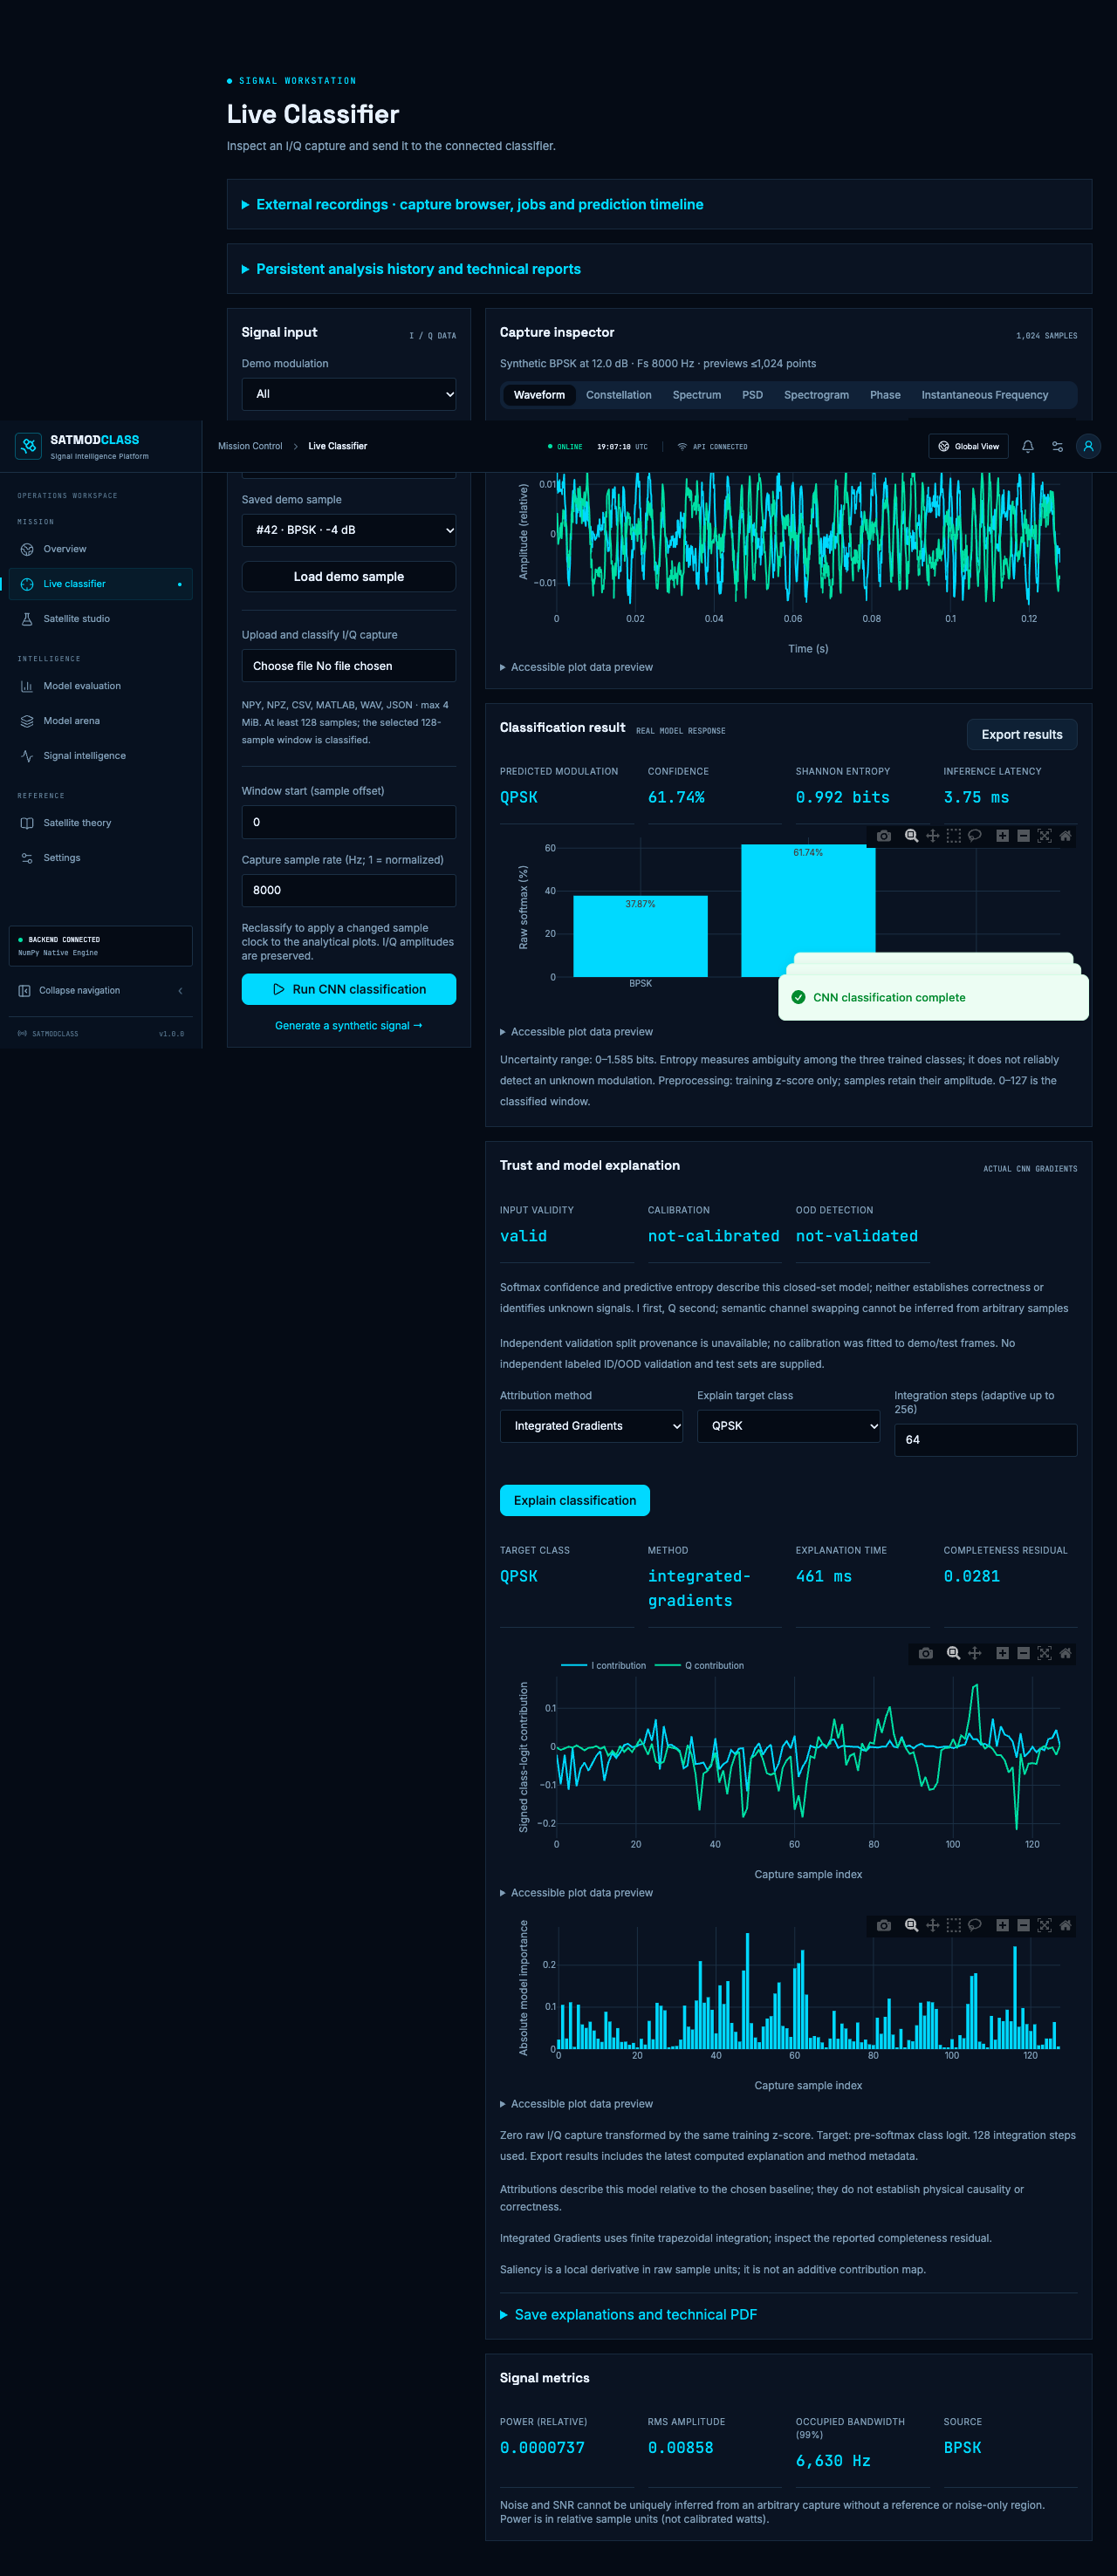 SIGNAL WORKSTATION
Live Classifier
Inspect an I/Q capture and send it to the connected classifier.
External recordings · capture browser, jobs and prediction timeline
Persistent analysis history and technical reports
Signal input
I / Q DATA
Demo modulation
All
Capture inspector
1,024 SAMPLES
Synthetic BPSK at 12.0 dB · Fs 8000 Hz · previews ≤1,024 points
Waveform Constellation Spectrum PSD Spectrogram Phase Instantaneous Frequency
SATMODCLASS
Signal Intelligence Platform
Mission Control > Live Classifier
ONLINE 19:07:10 UTC
API CONNECTED
Global View
OPERATIONS WORKSPACE
MISSION
Overview
Live classifier
Satellite studio
INTELLIGENCE
Model evaluation
Model arena
Signal intelligence
REFERENCE
Satellite theory
Settings
BACKEND CONNECTED
NumPy Native Engine
Collapse navigation
SATMODCLASS
v1.0.0
Saved demo sample
#42 · BPSK · -4 dB
Load demo sample
Upload and classify I/Q capture
Choose file No file chosen
NPY, NPZ, CSV, MATLAB, WAV, JSON · max 4
MiB. At least 128 samples; the selected 128-
sample window is classified.
Window start (sample offset)
0
Capture sample rate (Hz; 1 = normalized)
8000
Reclassify to apply a changed sample
clock to the analytical plots. I/Q amplitudes
are preserved.
Run CNN classification
Generate a synthetic signal →
Amplitude (relative)
0.01
0
−0.01
0 0.02 0.04 0.06 0.08 0.1 0.12
Time (s)
Accessible plot data preview
Classification result
REAL MODEL RESPONSE
Export results
PREDICTED MODULATION
QPSK
CONFIDENCE
61.74%
SHANNON ENTROPY
0.992 bits
INFERENCE LATENCY
3.75 ms
Raw softmax (%)
60
40
20
0
37.87%
61.74%
BPSK
CNN classification complete
Accessible plot data preview
Uncertainty range: 0–1.585 bits. Entropy measures ambiguity among the three trained classes; it does not reliably
detect an unknown modulation. Preprocessing: training z-score only; samples retain their amplitude. 0–127 is the
classified window.
Trust and model explanation
ACTUAL CNN GRADIENTS
INPUT VALIDITY
valid
CALIBRATION
not-calibrated
OOD DETECTION
not-validated
Softmax confidence and predictive entropy describe this closed-set model; neither establishes correctness or
identifies unknown signals. I first, Q second; semantic channel swapping cannot be inferred from arbitrary samples
Independent validation split provenance is unavailable; no calibration was fitted to demo/test frames. No
independent labeled ID/OOD validation and test sets are supplied.
Attribution method
Integrated Gradients
Explain target class
QPSK
Integration steps (adaptive up to
256)
64
Explain classification
TARGET CLASS
QPSK
METHOD
integrated-
gradients
EXPLANATION TIME
461 ms
COMPLETENESS RESIDUAL
0.0281
I contribution Q contribution
Signed class-logit contribution
0.1
0
−0.1
−0.2
0 20 40 60 80 100 120
Capture sample index
Accessible plot data preview
Absolute model importance
0.2
0.1
0
0 20 40 60 80 100 120
Capture sample index
Accessible plot data preview
Zero raw I/Q capture transformed by the same training z-score. Target: pre-softmax class logit. 128 integration steps
used. Export results includes the latest computed explanation and method metadata.
Attributions describe this model relative to the chosen baseline; they do not establish physical causality or
correctness.
Integrated Gradients uses finite trapezoidal integration; inspect the reported completeness residual.
Saliency is a local derivative in raw sample units; it is not an additive contribution map.
Save explanations and technical PDF
Signal metrics
POWER (RELATIVE)
0.0000737
RMS AMPLITUDE
0.00858
OCCUPIED BANDWIDTH
(99%)
6,630 Hz
SOURCE
BPSK
Noise and SNR cannot be uniquely inferred from an arbitrary capture without a reference or noise-only region.
Power is in relative sample units (not calibrated watts).